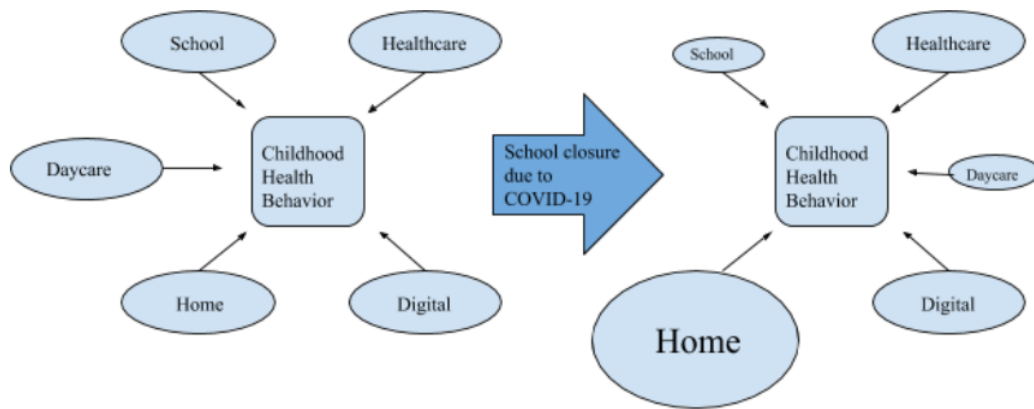 School
Healthcare
Daycare
Childhood
Health
Behavior
Home
Digital
School closure
due to
COVID-19
School
Healthcare
Childhood
Health
Behavior
Daycare
Home
Digital